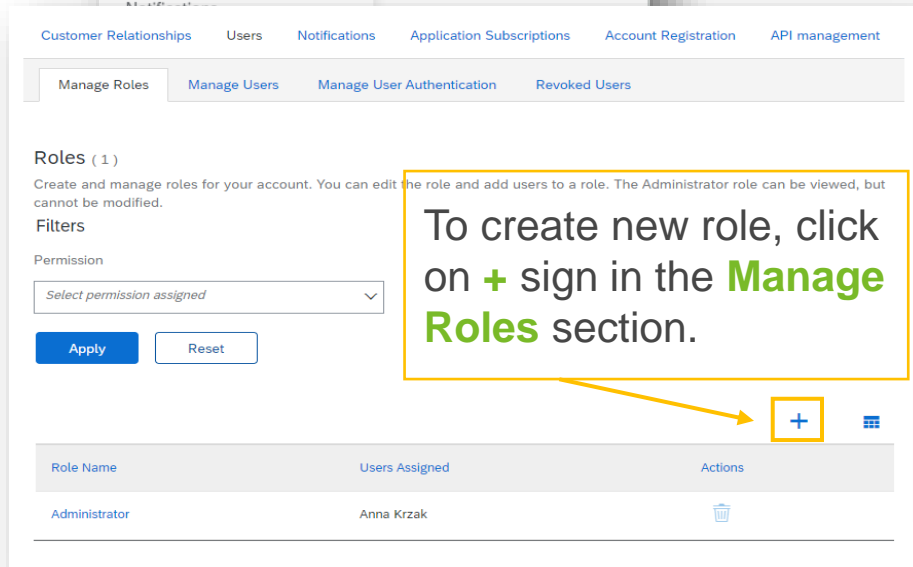 Customer Relationships Users Notifications Application Subscriptions Account Registration API management
Manage Roles Manage Users Manage User Authentication Revoked Users
Roles (1)
Create and manage roles for your account. You can edit the role and add users to a role. The Administrator role can be viewed, but
cannot be modified.
Filters
Permission
Select permission assigned
Apply Reset
To create new role, click
on + sign in the Manage
Roles section.
+
Role Name Users Assigned Actions
Administrator Anna Krzak